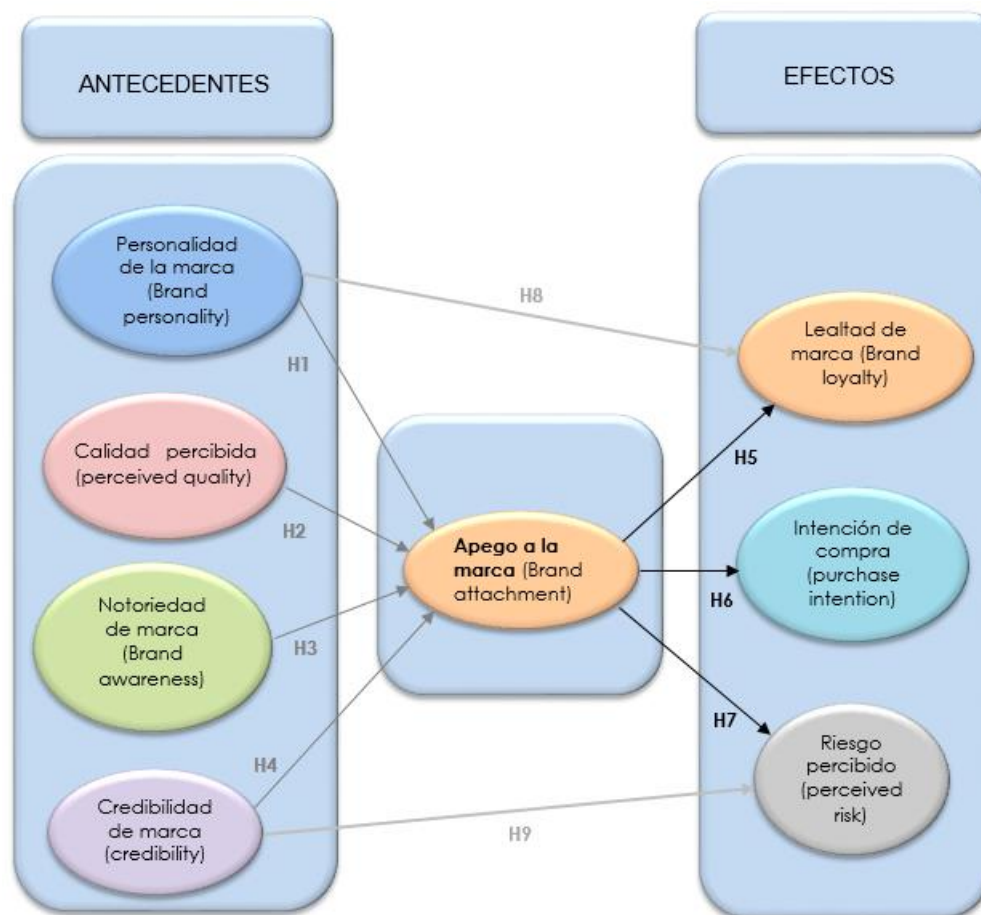 ANTECEDENTES
EFECTOS
Personalidad
de la marca
(Brand
personality)
H8
Lealtad de
marca (Brand
loyalty)
H1
Calidad percibida
(perceived quality)
H5
H2
Apego a la
marca (Brand
attachment)
Intención de
compra
(purchase
intention)
H6
Notoriedad
de marca
(Brand
awareness)
H3
H7
Riesgo
percibido
(perceived
risk)
H4
Credibilidad
de marca
(credibility)
H9